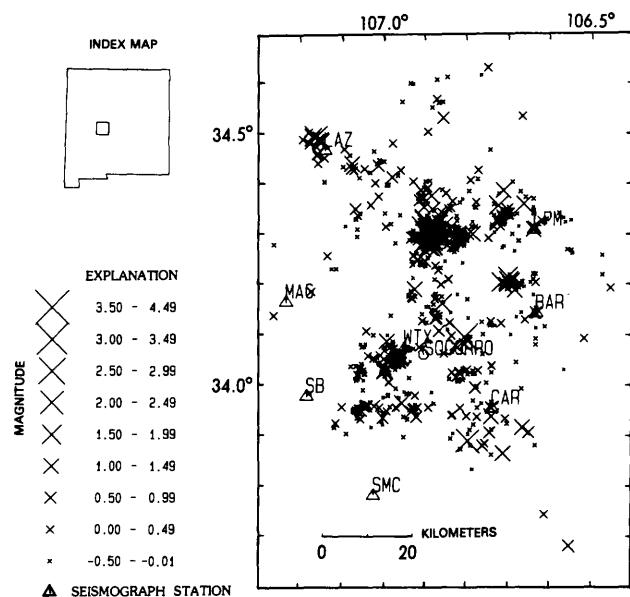 107.0° 106.5°
INDEX MAP
34.5°
AZ
LPM
EXPLANATION
MAG
BAR
3.50 - 4.49
WTX
SOCORRO
3.00 - 3.49
34.0°
SB
2.50 - 2.99
CAR
2.00 - 2.49
1.50 - 1.99
1.00 - 1.49
SMC
0.50 - 0.99
KILOMETERS
0.00 - 0.49
0 20
-0.50 - -0.01
SEISMOGRAPH STATION
MAGNITUDE